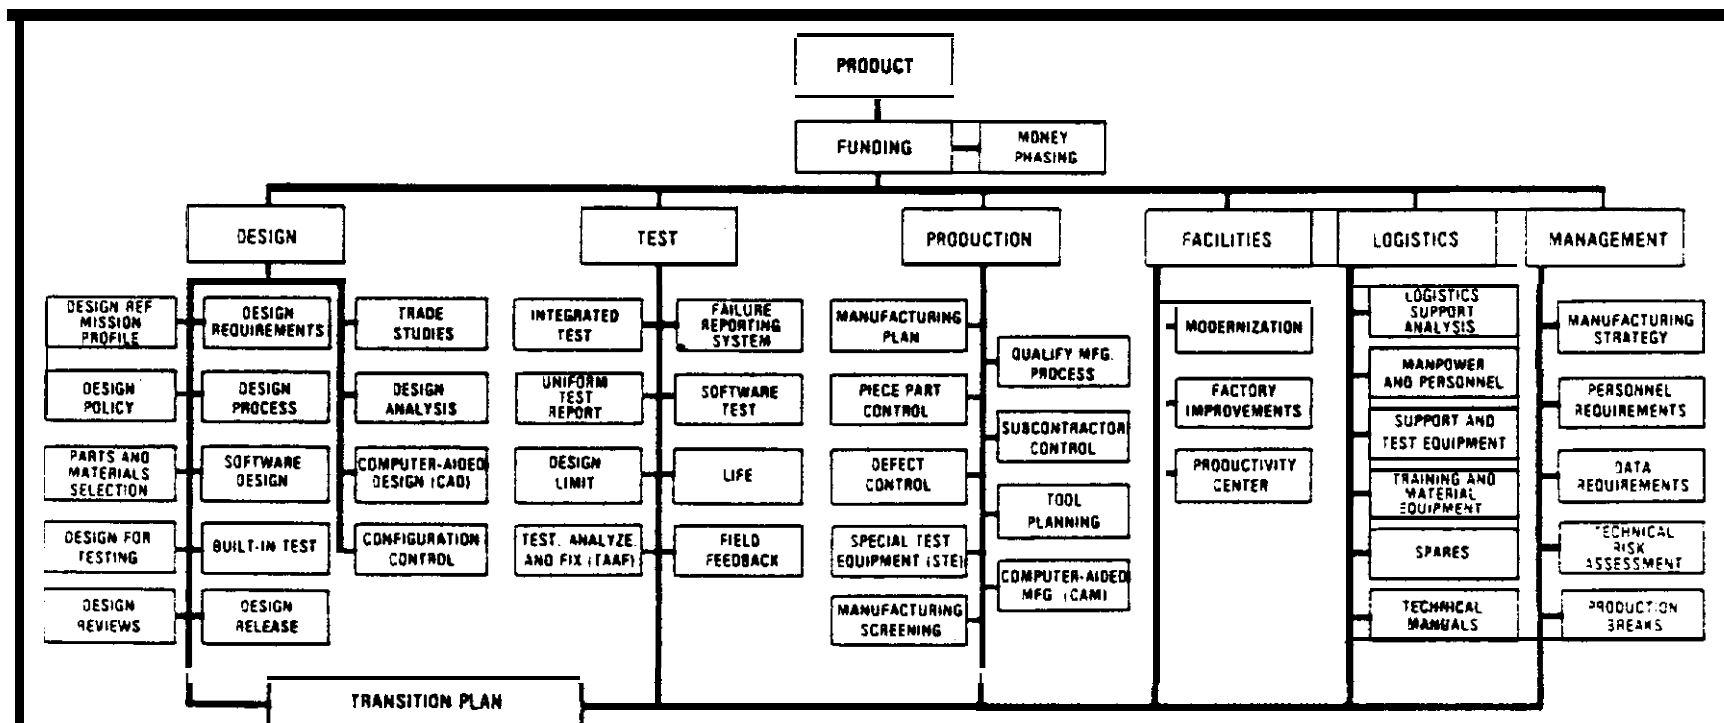 PRODUCT
FUNDING
MONEY
PHASING
DESIGN
TEST
PRODUCTION
FACILITIES
LOGISTICS
MANAGEMENT
DESIGN REF
MISSION
PROFILE
DESIGN
REQUIREMENTS
TRADE
STUDIES
DESIGN
POLICY
DESIGN
PROCESS
DESIGN
ANALYSIS
PARTS AND
MATERIALS
SELECTION
SOFTWARE
DESIGN
COMPUTER-AIDED
DESIGN (CAD)
DESIGN FOR
TESTING
BUILT-IN TEST
CONFIGURATION
CONTROL
DESIGN
REVIEWS
DESIGN
RELEASE
INTEGRATED
TEST
FAILURE
REPORTING
SYSTEM
UNIFORM
TEST
REPORT
SOFTWARE
TEST
DESIGN
LIMIT
LIFE
TEST, ANALYZE
AND FIX (TAAF)
FIELD
FEEDBACK
MANUFACTURING
PLAN
QUALIFY MFG.
PROCESS
PIECE PART
CONTROL
SUBCONTRACTOR
CONTROL
DEFECT
CONTROL
TOOL
PLANNING
SPECIAL TEST
EQUIPMENT (STE)
COMPUTER-AIDED
MFG. (CAM)
MANUFACTURING
SCREENING
MODERNIZATION
FACTORY
IMPROVEMENTS
PRODUCTIVITY
CENTER
LOGISTICS
SUPPORT
ANALYSIS
MANPOWER
AND PERSONNEL
SUPPORT AND
TEST EQUIPMENT
TRAINING AND
MATERIAL
EQUIPMENT
SPARES
TECHNICAL
MANUALS
MANUFACTURING
STRATEGY
PERSONNEL
REQUIREMENTS
DATA
REQUIREMENTS
TECHNICAL
RISK
ASSESSMENT
PRODUCTION
BREAKS
TRANSITION PLAN